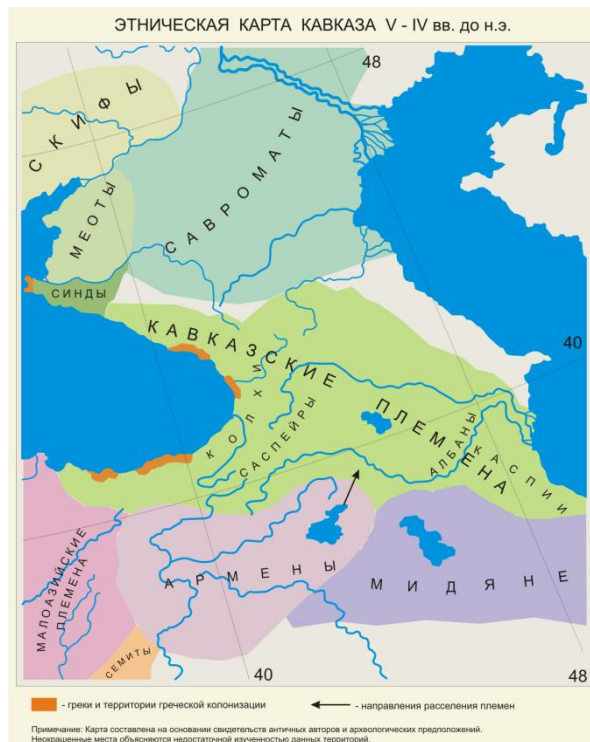 ЭТНИЧЕСКАЯ КАРТА КАВКАЗА V - IV вв. до н.э.
48
СКИФЫ
САВРОМАТЫ
МЕОТЫ
СИНДЫ
КАВКАЗСКИЕ ПЛЕМЕНА
40
КОЛХИ
САСПЕЙРЫ
АЛБАНЫ
КАСПИИ
АРМЕНЫ
МИДЯНЕ
МАЛОАЗИЙСКИЕ
ПЛЕМЕНА
СЕМИТЫ
40
48
- греки и территории греческой колонизации
- направления расселения племен
Примечание: Карта составлена на основании свидетельств античных авторов и археологических предположений.
Неокрашенные места объясняются недостаточной изученностью данных территорий.